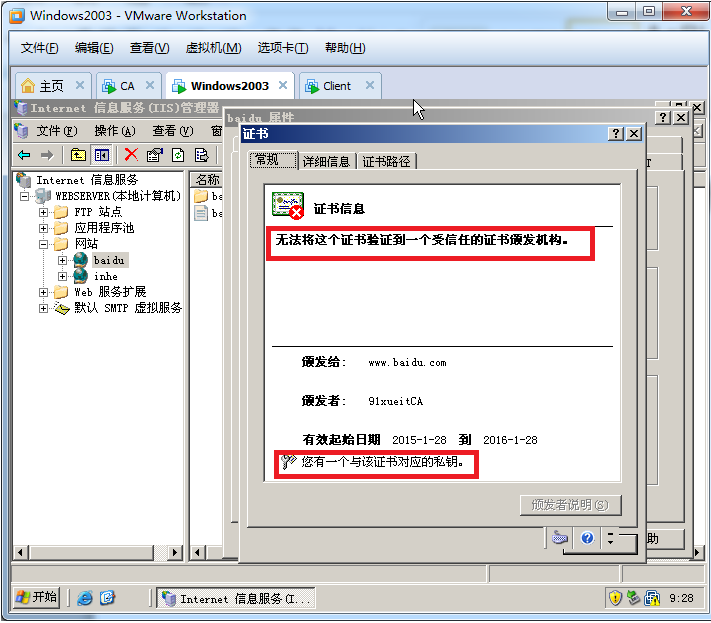 Windows2003 - VMware Workstation
文件(F) 编辑(E) 查看(V) 虚拟机(M) 选项卡(T) 帮助(H)
主页 CA Windows2003 Client
Internet 信息服务(IIS)管理器
baidu 属性
文件(F) 操作(A) 查看(V) 窗
证书
常规 详细信息 证书路径
Internet 信息服务
WEBSERVER(本地计算机)
FTP 站点
应用程序池
网站
baidu
inhe
Web 服务扩展
默认 SMTP 虚拟服务
名称
ba
ba
证书信息
无法将这个证书验证到一个受信任的证书颁发机构。
颁发给: www.baidu.com
颁发者: 91xueitCA
有效起始日期 2015-1-28 到 2016-1-28
您有一个与该证书对应的私钥。
颁发者说明(S)
助
开始
Internet 信息服务(I...
9:28